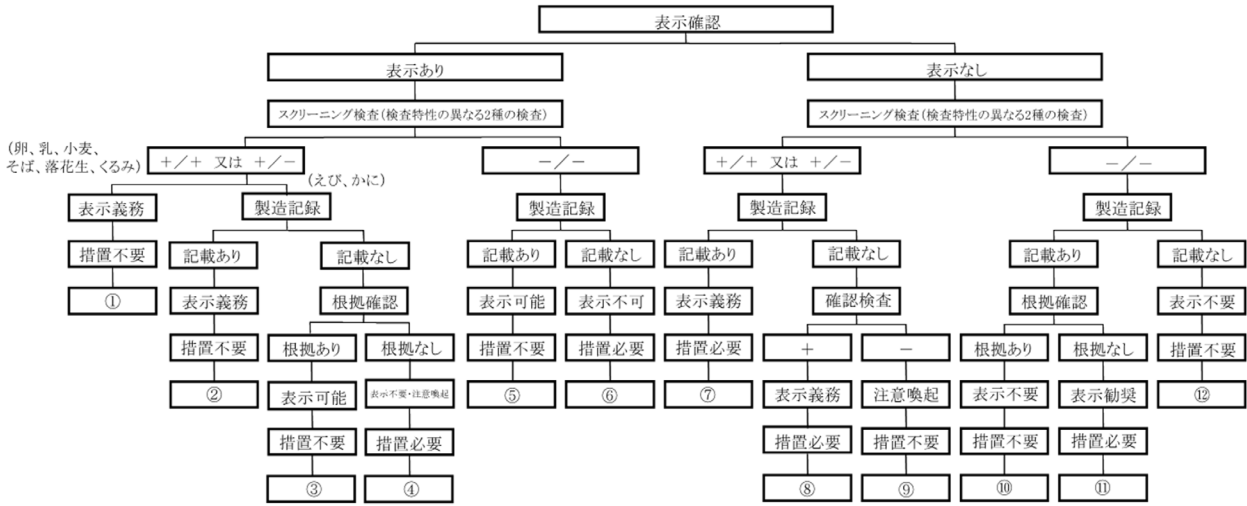 表示確認
表示あり
表示なし
スクリーニング検査(検査特性の異なる2種の検査)
スクリーニング検査(検査特性の異なる2種の検査)
(卵、乳、小麦、
そば、落花生、くるみ)
+/+ 又は +/-
-/-
+/+ 又は +/-
-/-
(えび、かに)
表示義務
製造記録
製造記録
製造記録
製造記録
措置不要
記載あり
記載なし
記載あり
記載なし
記載あり
記載なし
記載あり
記載なし
①
表示義務
根拠確認
表示可能
表示不可
表示義務
確認検査
根拠確認
表示不要
措置不要
根拠あり
根拠なし
措置不要
措置必要
措置必要
+
-
根拠あり
根拠なし
措置不要
②
表示可能
表示不要・注意喚起
⑤
⑥
⑦
表示義務
注意喚起
表示不要
表示勧奨
⑫
措置不要
措置必要
措置必要
措置不要
措置不要
措置必要
③
④
⑧
⑨
⑩
⑪